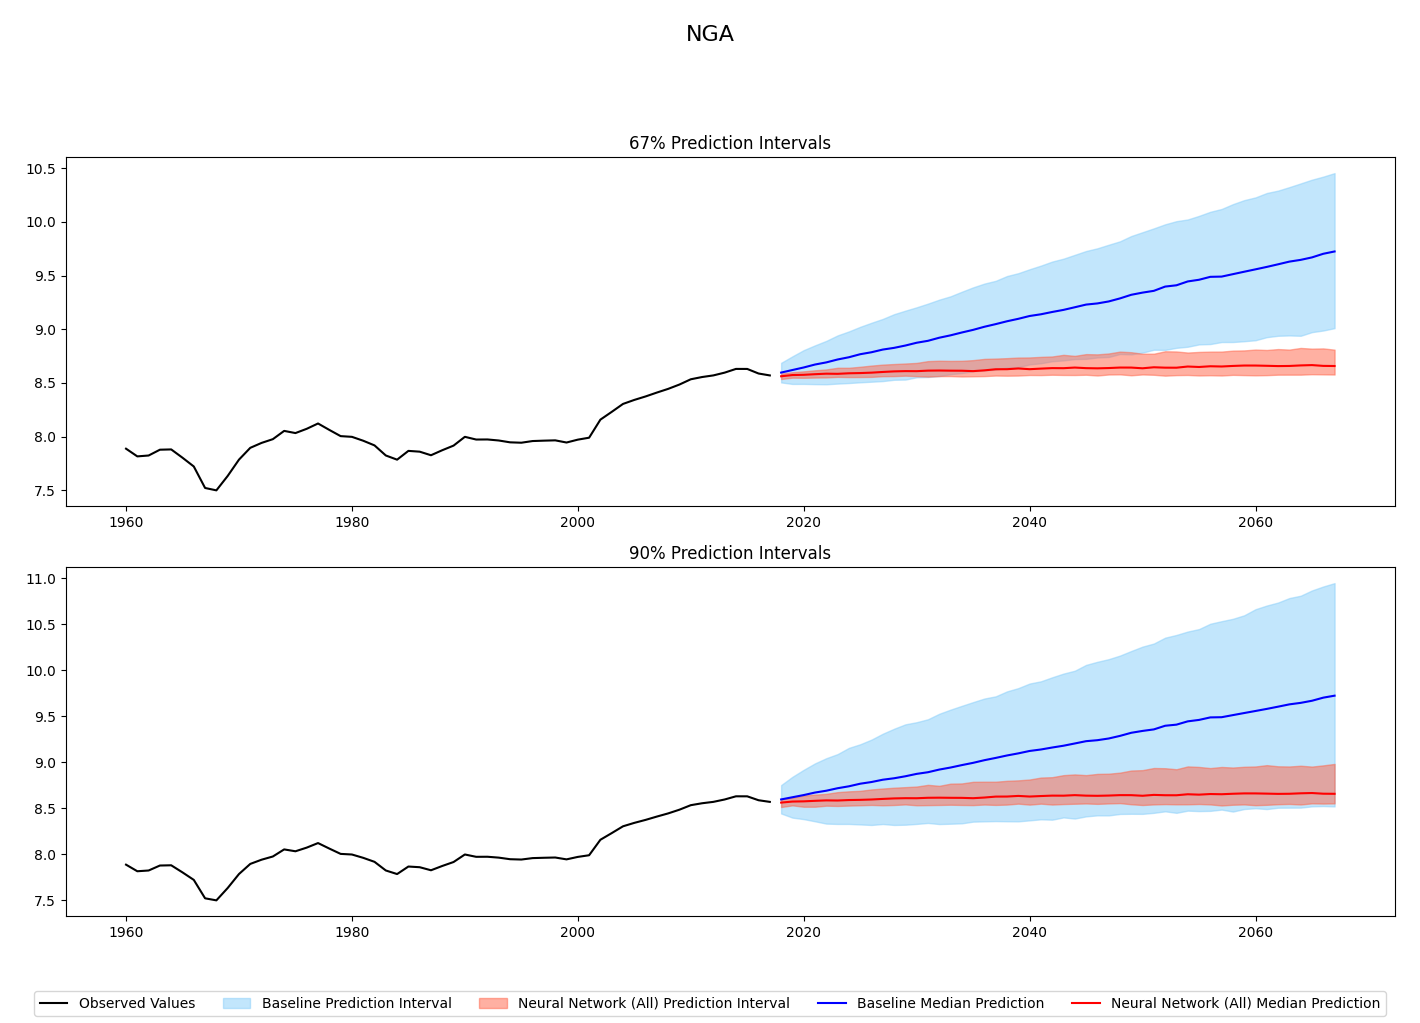 NGA
67% Prediction Intervals
10.5
10.0
9.5
9.0
8.5
8.0
7.5
1960 1980 2000 2020 2040 2060
90% Prediction Intervals
11.0
10.5
10.0
9.5
9.0
8.5
8.0
7.5
1960 1980 2000 2020 2040 2060
Observed Values Baseline Prediction Interval Neural Network (All) Prediction Interval Baseline Median Prediction Neural Network (All) Median Prediction